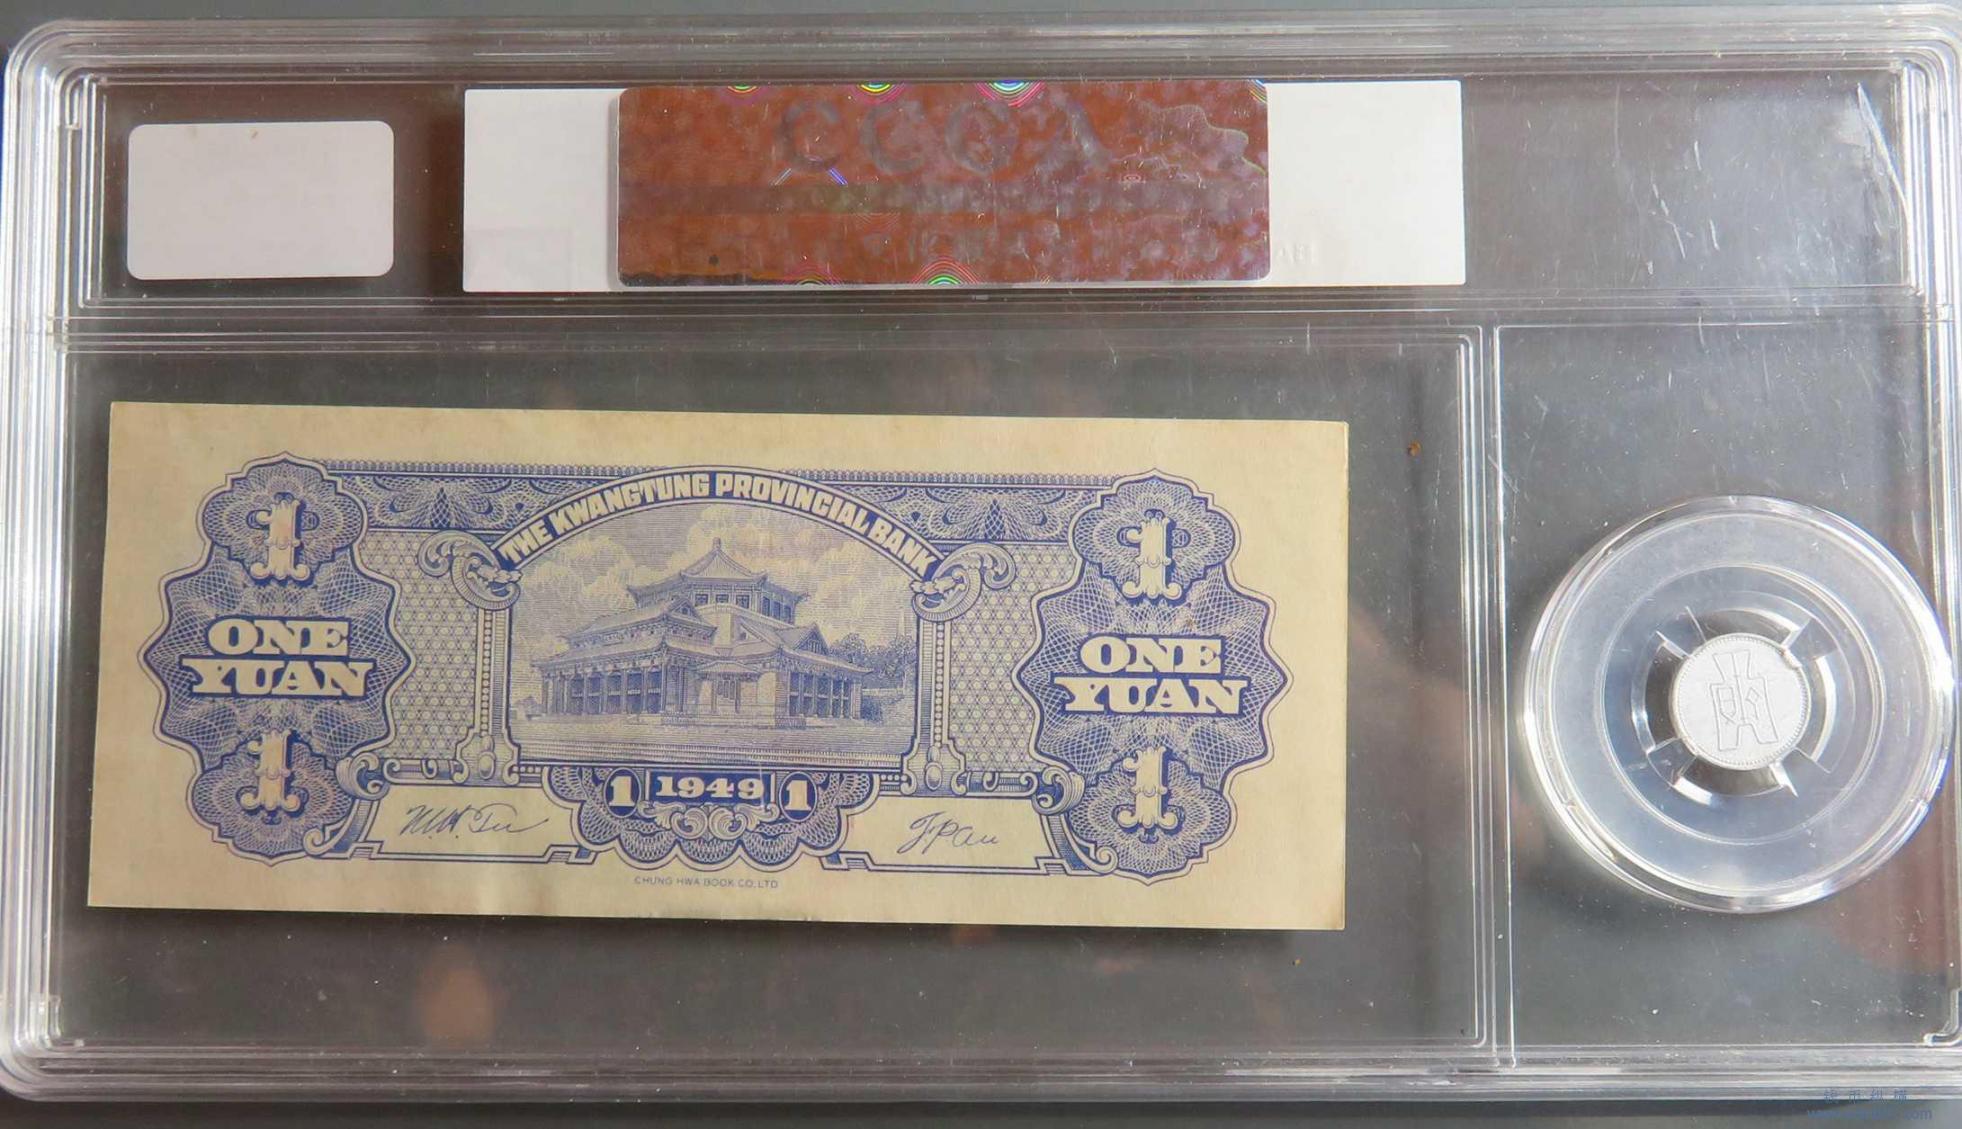 CCGA
THE KWANGTUNG PROVINCIAL BANK
1
1
ONE
YUAN
ONE
YUAN
1
1
1 1949 1
CHUNG HWA BOOK CO. LTD